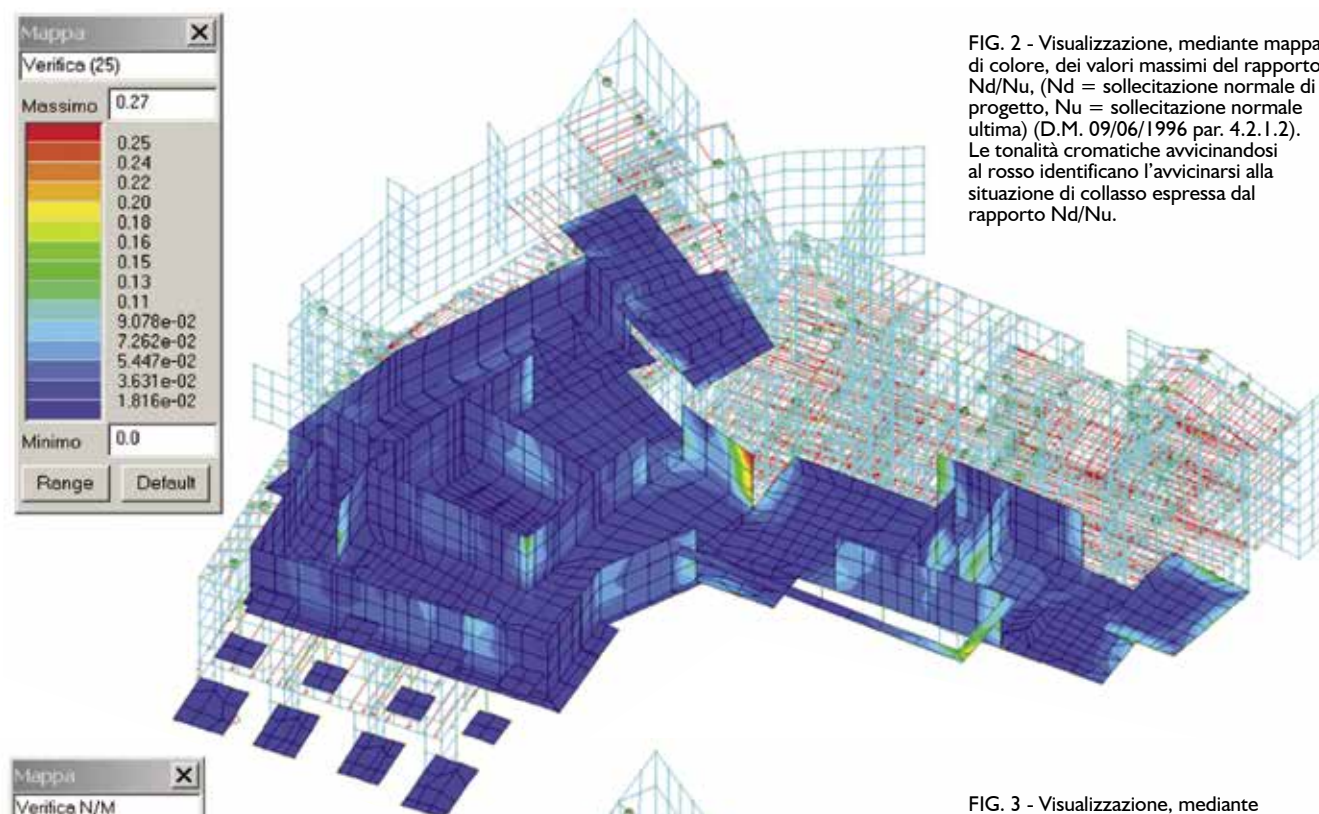 Mappa
Verifica (25)
Massimo 0.27
0.25
0.24
0.22
0.20
0.18
0.16
0.15
0.13
0.11
9.078e-02
7.262e-02
5.447e-02
3.631e-02
1.816e-02
Minimo 0.0
Range Default
FIG. 2 - Visualizzazione, mediante mappa
di colore, dei valori massimi del rapporto
Nd/Nu, (Nd = sollecitazione normale di
progetto, Nu = sollecitazione normale
ultima) (D.M. 09/06/1996 par. 4.2.1.2).
Le tonalità cromatiche avvicinandosi
al rosso identificano l'avvicinarsi alla
situazione di collasso espressa dal
rapporto Nd/Nu.
Mappa
Verifica N/M
FIG. 3 - Visualizzazione, mediante